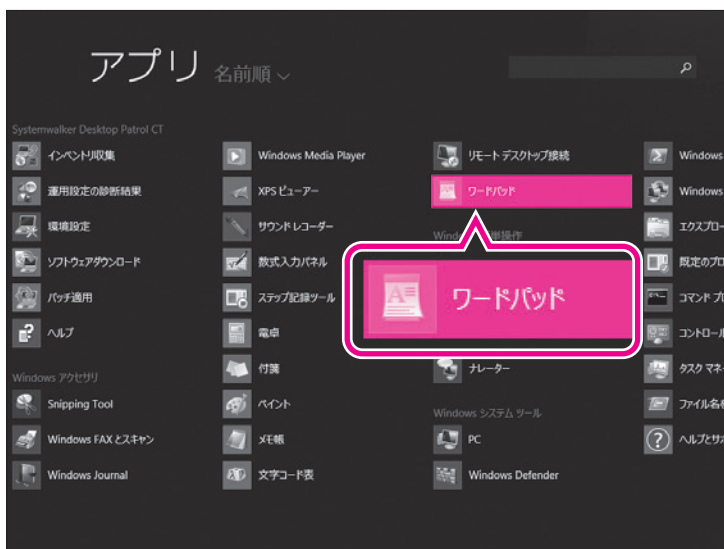 アプリ 名前順
Systemwalker Desktop Patrol CT
インベントリ収集
運用設定の診断結果
環境設定
ソフトウェアダウンロード
パッチ適用
ヘルプ
Windows アクセサリ
Snipping Tool
Windows FAX とスキャン
Windows Journal
Windows Media Player
XPS ビューアー
サウンド レコーダー
数式入力パネル
ステップ記録ツール
電卓
付箋
ペイント
メモ帳
文字コード表
リモート デスクトップ接続
ワードパッド
ワードパッド
ナレーター
Windows システム ツール
PC
Windows Defender
Windows
Windows
エクスプロー
既定のプロ
コマンド プ
コントロール
タスク マネ
ファイル名を
ヘルプとサポ